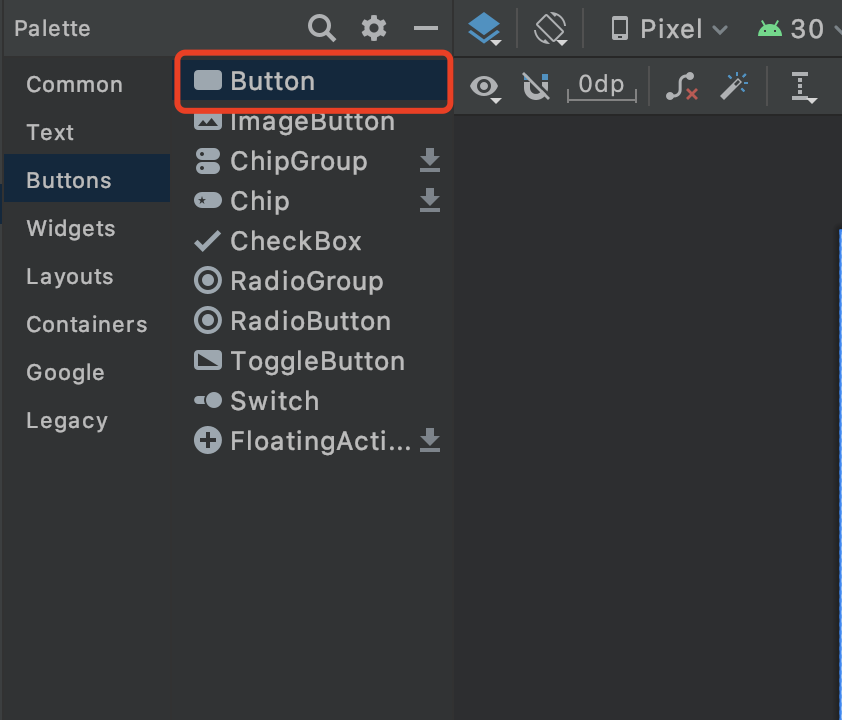 Palette
Pixel
30
0dp
Common
Text
Buttons
Widgets
Layouts
Containers
Google
Legacy
Button
ImageButton
ChipGroup
Chip
CheckBox
RadioGroup
RadioButton
ToggleButton
Switch
FloatingActi...